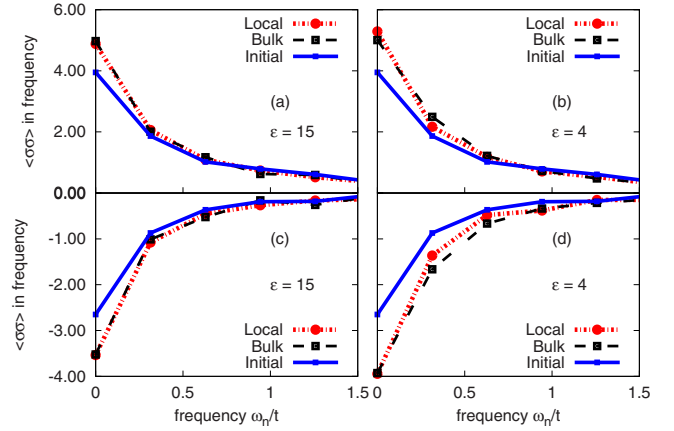 6.00
4.00
2.00
0.00
<σσ> in frequency
Local
Bulk
Initial
(a)
ε = 15
Local
Bulk
Initial
(b)
ε = 4
0.00
-1.00
-2.00
-3.00
-4.00
<σσ> in frequency
(c)
ε = 15
Local
Bulk
Initial
(d)
ε = 4
Local
Bulk
Initial
0 0.5 1 1.5
0 0.5 1 1.5
frequency ωn/t
frequency ωn/t